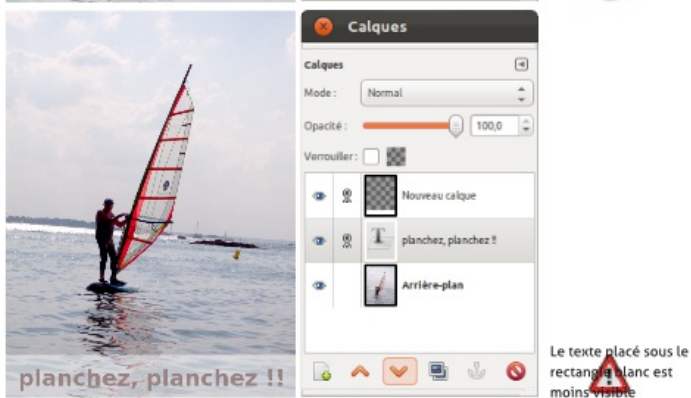 Calques
Calques
Mode :
Normal
Opacité :
100,0
Verrouiller :
Nouveau calque
planchez, planchez !!
Arrière-plan
planchez, planchez !!
Le texte placé sous le
rectangle blanc est
moins visible